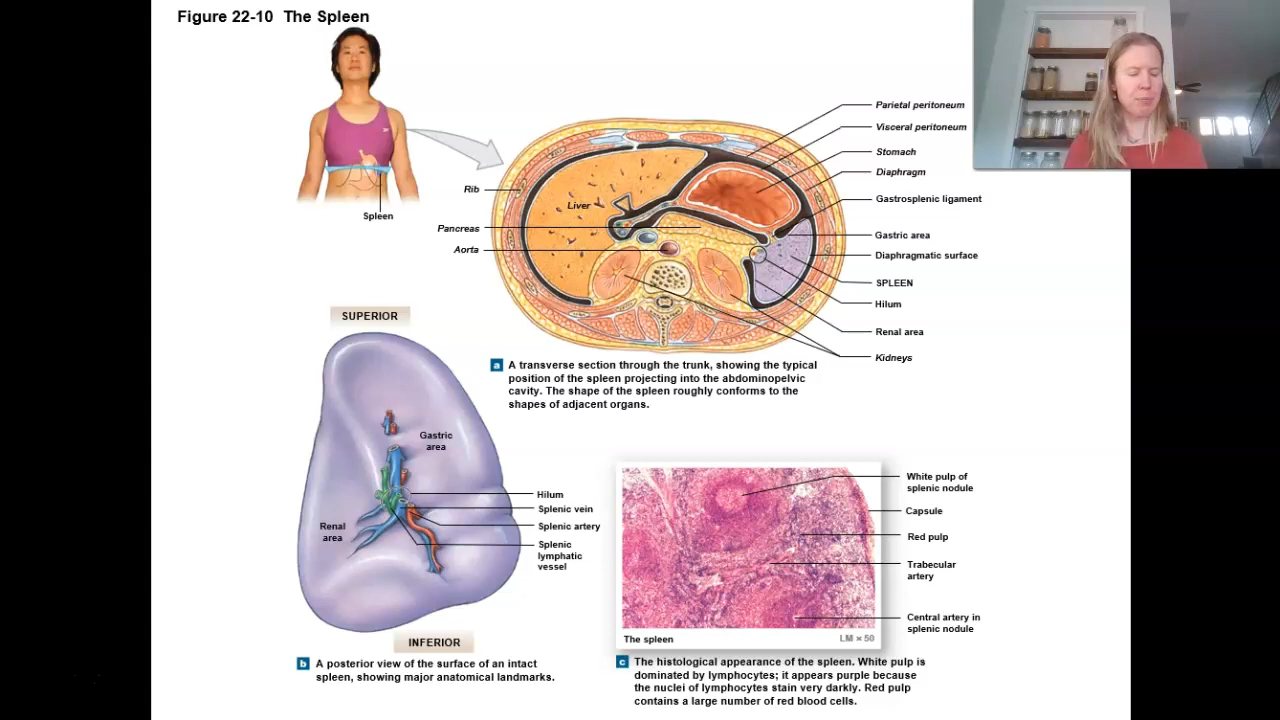 Figure 22-10 The Spleen
Spleen
Rib
Liver
Pancreas
Aorta
Parietal peritoneum
Visceral peritoneum
Stomach
Diaphragm
Gastrosplenic ligament
Gastric area
Diaphragmatic surface
SPLEEN
Hilum
Renal area
Kidneys
a A transverse section through the trunk, showing the typical
position of the spleen projecting into the abdominopelvic
cavity. The shape of the spleen roughly conforms to the
shapes of adjacent organs.
SUPERIOR
Gastric
area
Renal
area
Hilum
Splenic vein
Splenic artery
Splenic
lymphatic
vessel
INFERIOR
b A posterior view of the surface of an intact
spleen, showing major anatomical landmarks.
White pulp of
splenic nodule
Capsule
Red pulp
Trabecular
artery
Central artery in
splenic nodule
The spleen LM × 50
c The histological appearance of the spleen. White pulp is
dominated by lymphocytes; it appears purple because
the nuclei of lymphocytes stain very darkly. Red pulp
contains a large number of red blood cells.